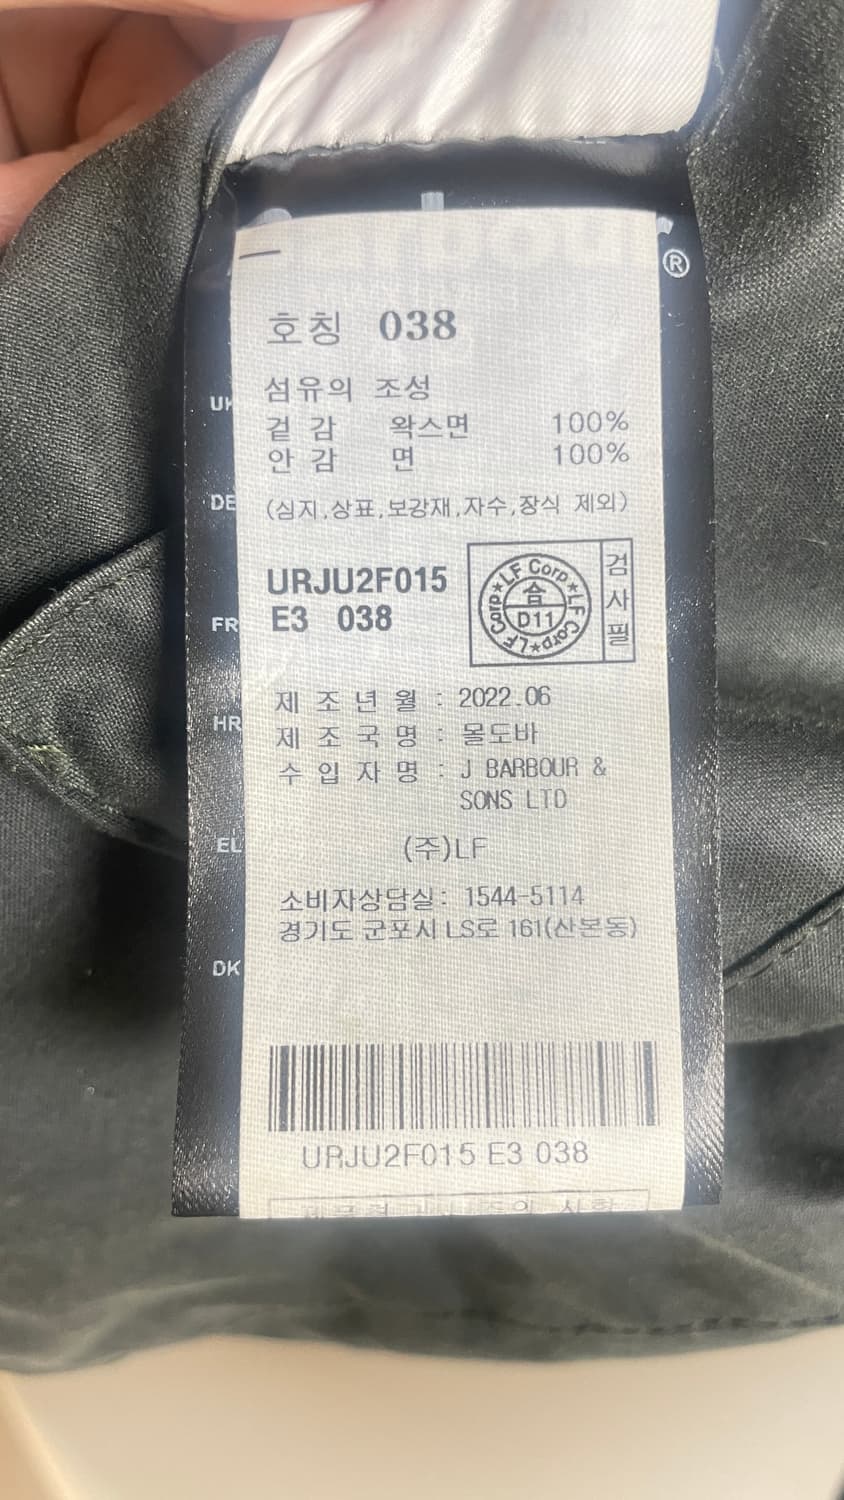 ®
호칭 038
섬유의 조성
겉 감 왁스면 100%
안 감 면 100%
(심지,상표,보강재,자수,장식 제외)
UK
DE
FR
HR
EL
DK
URJU2F015
E3 038
LF Corp★LF Corp★LF Corp★
合
D11
검사필
제 조 년 월 : 2022.06
제 조 국 명 : 몰도바
수 입 자 명 : J BARBOUR &
SONS LTD
(주)LF
소비자상담실: 1544-5114
경기도 군포시 LS로 161(산본동)
URJU2F015 E3 038